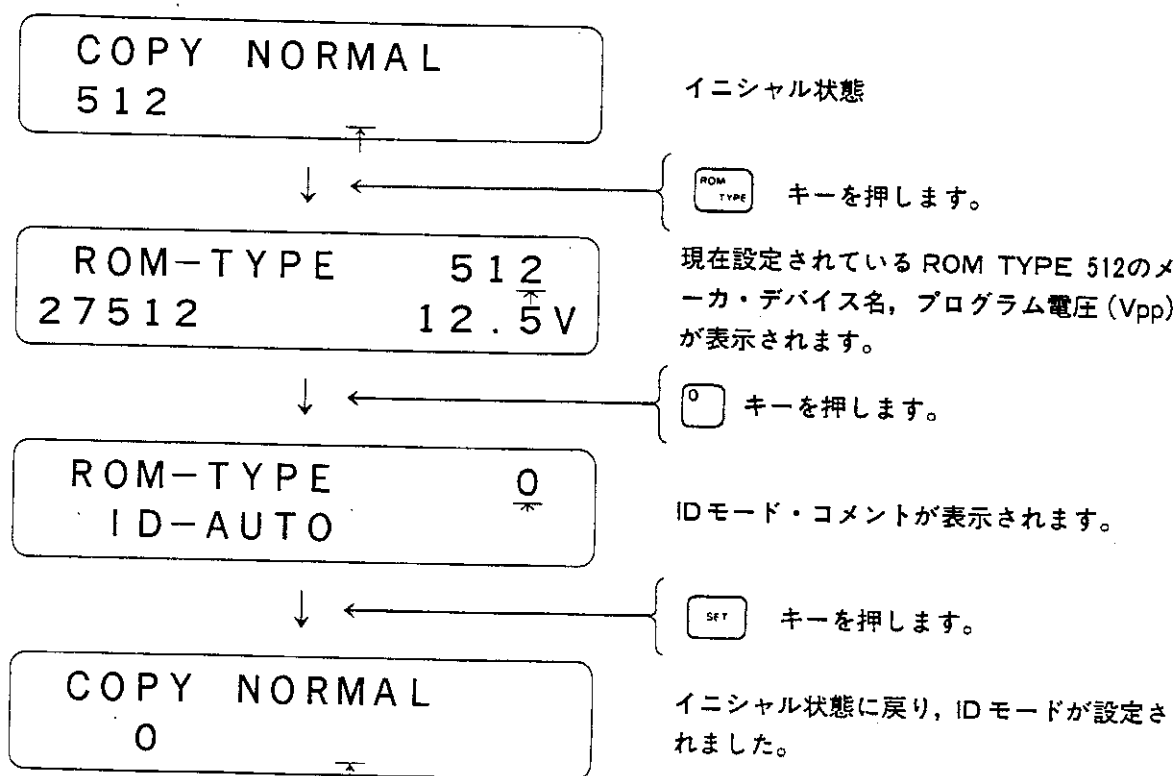 COPY NORMAL
512
イニシャル状態
ROM TYPE キーを押します。
ROM-TYPE 512
27512 12.5V
現在設定されている ROM TYPE 512のメ
ーカ・デバイス名，プログラム電圧(Vpp)
が表示されます。
0 キーを押します。
ROM-TYPE 0
ID-AUTO
IDモード・コメントが表示されます。
SET キーを押します。
COPY NORMAL
0
イニシャル状態に戻り，IDモードが設定さ
れました。